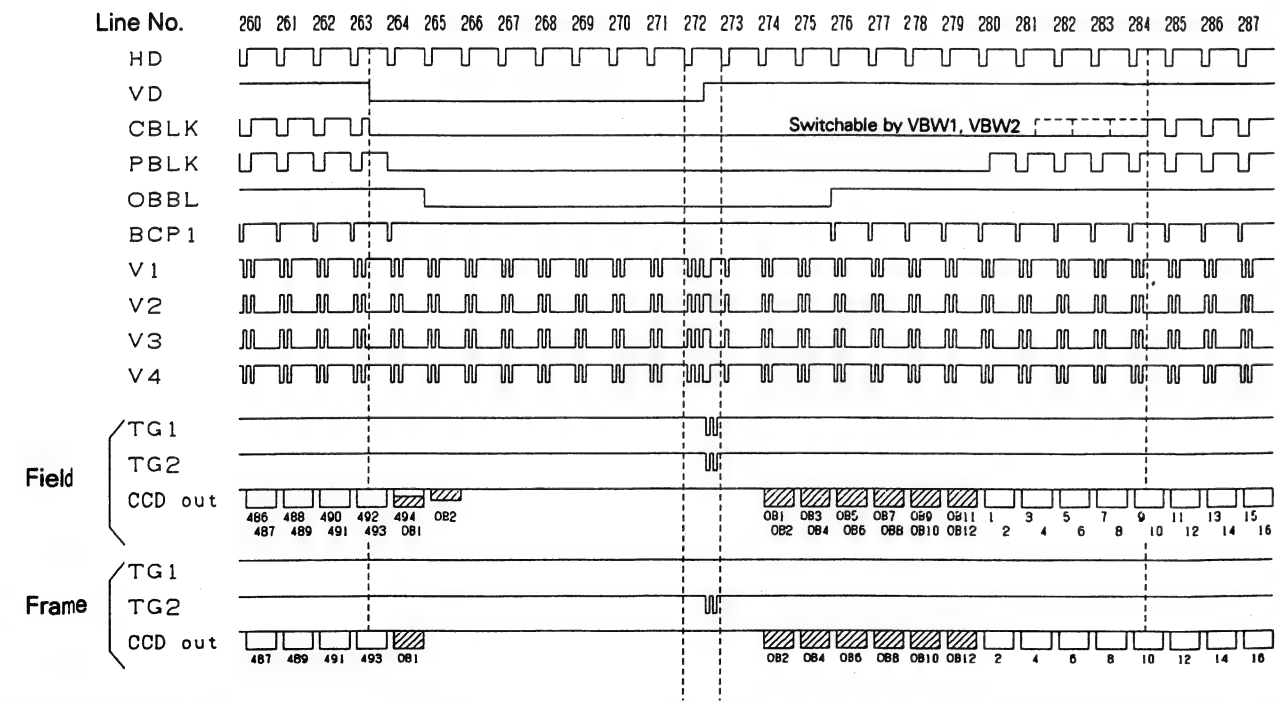 Line No. 260 261 262 263 264 265 266 267 268 269 270 271 272 273 274 275 276 277 278 279 280 281 282 283 284 285 286 287
HD
VD
CBLK Switchable by VBW1, VBW2
PBLK
OBBL
BCP1
V1
V2
V3
V4
Field
TG1
TG2
CCD out
486 488 490 492 494 OB2 OB1 OB3 OB5 OB7 OB9 OB11 1 3 5 7 9 11 13 15
487 489 491 493 OB1 OB2 OB4 OB6 OB8 OB10 OB12 2 4 6 8 10 12 14 16
Frame
TG1
TG2
CCD out
487 489 491 493 OB1 OB2 OB4 OB6 OB8 OB10 OB12 2 4 6 8 10 12 14 16